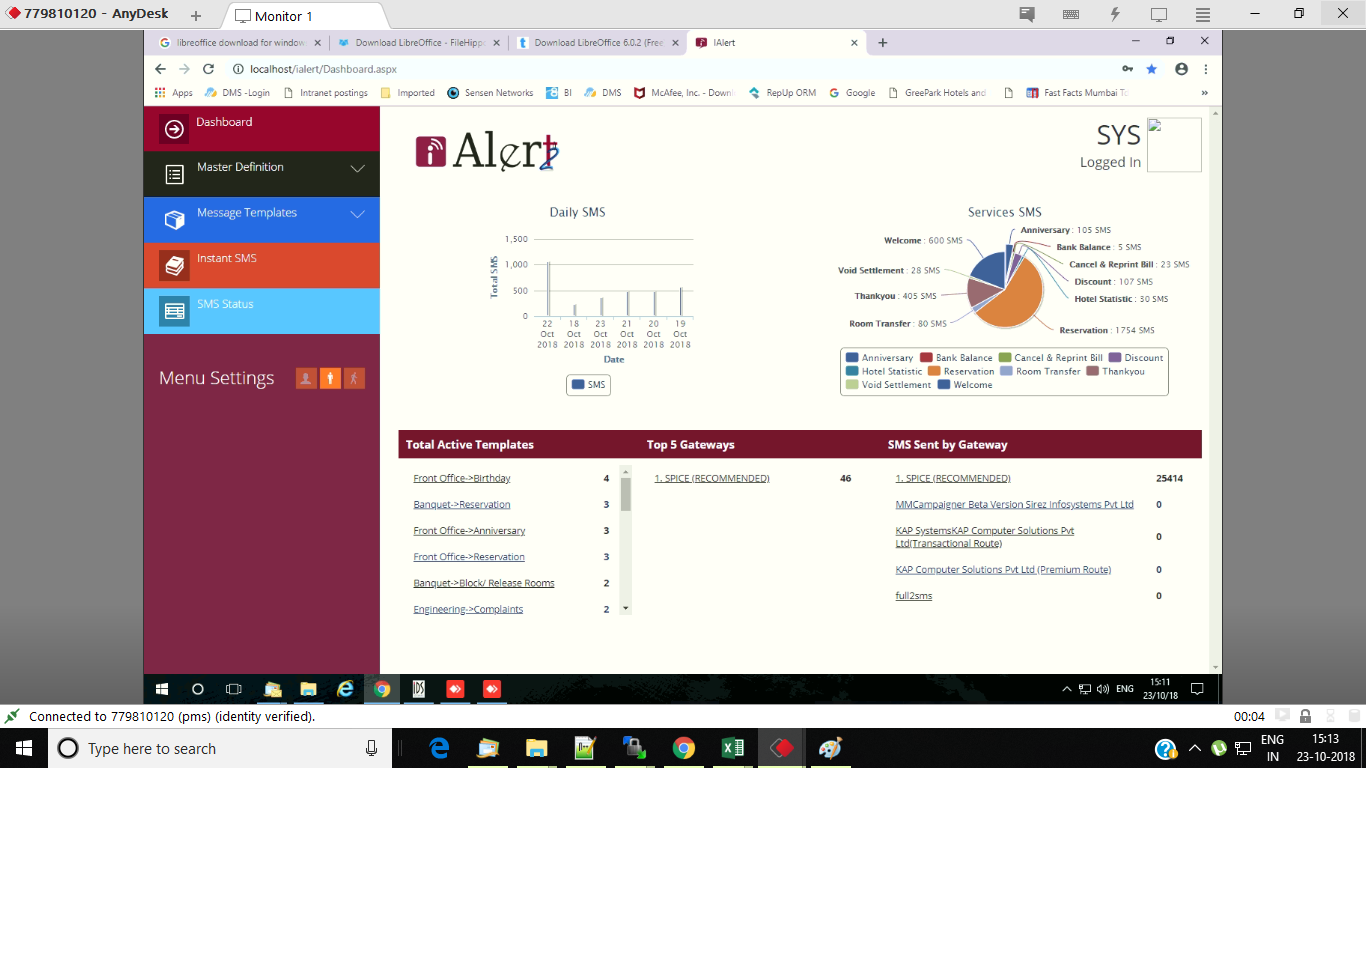 779810120 - AnyDesk
Monitor 1
libreoffice download for window
Download LibreOffice - FileHipp
Download LibreOffice 6.0.2 (Free
IAlert
localhost/ialert/Dashboard.aspx
Apps
DMS -Login
Intranet postings
Imported
Sensen Networks
BI
DMS
McAfee, Inc. - Down
RepUp ORM
Google
GreePark Hotels and
Fast Facts Mumbai
»
Dashboard
Master Definition
Message Templates
Instant SMS
SMS Status
Menu Settings
i Alert 2
SYS
Logged In
Daily SMS
1,500
1,000
500
0
Total SMS
22 Oct 2018
18 Oct 2018
23 Oct 2018
21 Oct 2018
20 Oct 2018
19 Oct 2018
Date
SMS
Services SMS
Welcome : 600 SMS
Void Settlement : 28 SMS
Thankyou : 405 SMS
Room Transfer : 80 SMS
Anniversary : 105 SMS
Bank Balance : 5 SMS
Cancel & Reprint Bill : 23 SMS
Discount : 107 SMS
Hotel Statistic : 30 SMS
Reservation : 1754 SMS
Anniversary Bank Balance Cancel & Reprint Bill Discount
Hotel Statistic Reservation Room Transfer Thankyou
Void Settlement Welcome
Total Active Templates
Front Office->Birthday 4
Banquet->Reservation 3
Front Office->Anniversary 3
Front Office->Reservation 3
Banquet->Block/ Release Rooms 2
Engineering->Complaints 2
Top 5 Gateways
1. SPICE (RECOMMENDED) 46
SMS Sent by Gateway
1. SPICE (RECOMMENDED) 25414
MMCampaigner Beta Version Sirez Infosystems Pvt Ltd 0
KAP SystemsKAP Computer Solutions Pvt
Ltd(Transactional Route) 0
KAP Computer Solutions Pvt Ltd (Premium Route) 0
full2sms 0
IDS
ENG
15:11
23/10/18
Connected to 779810120 (pms) (identity verified).
00:04
Type here to search
ENG
IN
15:13
23-10-2018